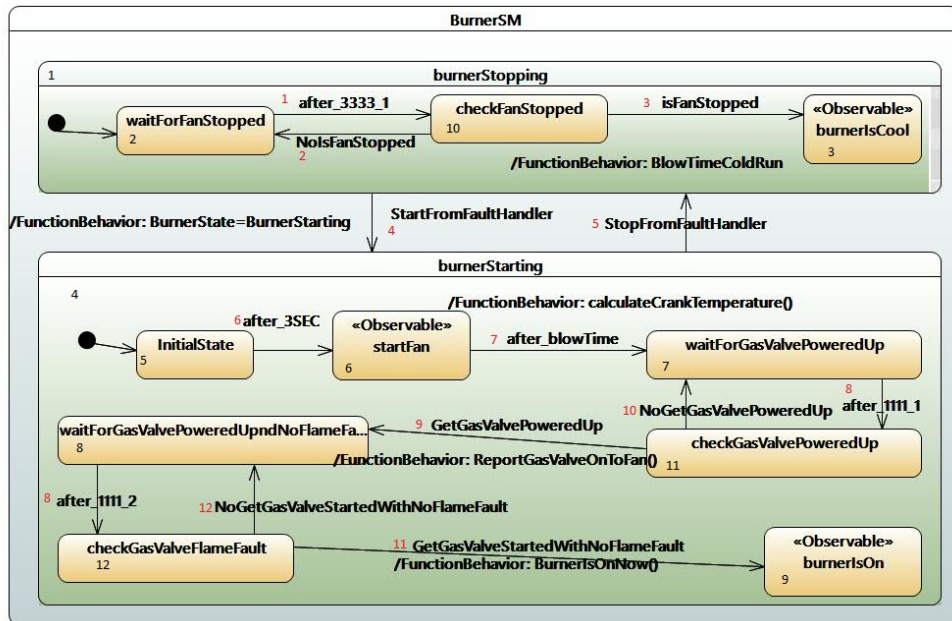 BurnerSM
1
burnerStopping
1 after_3333_1
waitForFanStopped
2
checkFanStopped
10
3 isFanStopped
«Observable»
burnerIsCool
3
NoIsFanStopped
2
/FunctionBehavior: BlowTimeColdRun
/FunctionBehavior: BurnerState=BurnerStarting
StartFromFaultHandler
4
5 StopFromFaultHandler
burnerStarting
4
/FunctionBehavior: calculateCrankTemperature()
InitialState
5
6 after_3SEC
«Observable»
startFan
6
7 after_blowTime
waitForGasValvePoweredUp
7
8
after_1111_1
10 NoGetGasValvePoweredUp
9 GetGasValvePoweredUp
waitForGasValvePoweredUpndNoFlameFa...
8
checkGasValvePoweredUp
11
/FunctionBehavior: ReportGasValveOnToFan()
8 after_1111_2
12 NoGetGasValveStartedWithNoFlameFault
checkGasValveFlameFault
12
11 GetGasValveStartedWithNoFlameFault
/FunctionBehavior: BurnerIsOnNow()
«Observable»
burnerIsOn
9